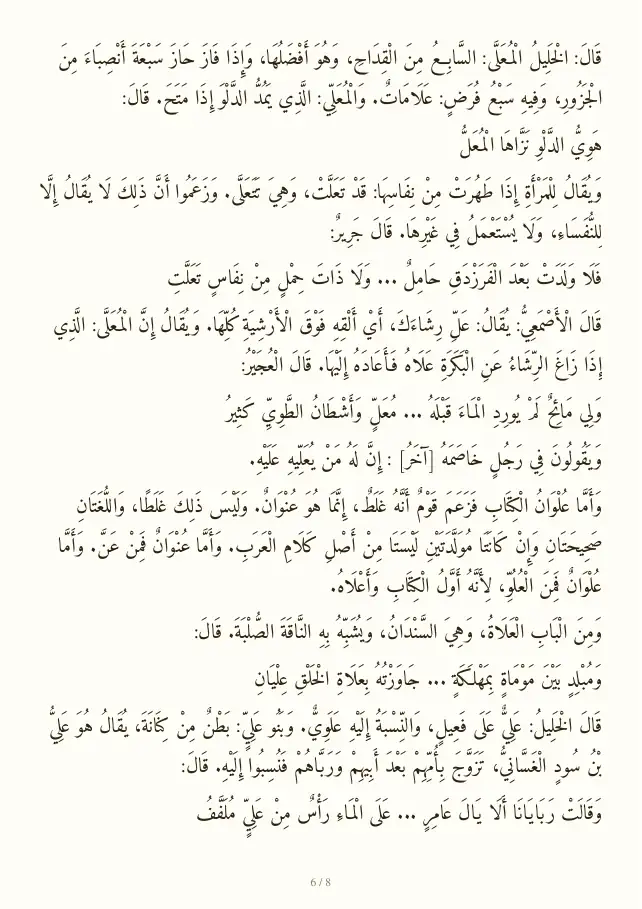 قَالَ: الْخَلِيلُ الْمُعَلَّى: السَّابِعُ مِنَ الْقِدَاحِ، وَهُوَ أَفْضَلُهَا، وَإِذَا فَازَ حَازَ سَبْعَةَ أَنْصِبَاءَ مِنَ
الْجَزُورِ، وَفِيهِ سَبْعُ فُرَضٍ: عَلَامَاتٌ. وَالْمُعَلِّي: الَّذِي يَمُدُّ الدَّلْوَ إِذَا مَتَحَ. قَالَ:
هَوِيُّ الدَّلْوِ نَزَّاهَا الْمُعَلُّ
وَيُقَالُ لِلْمَرْأَةِ إِذَا طَهُرَتْ مِنْ نِفَاسِهَا: قَدْ تَعَلَّتْ، وَهِيَ تَتَعَلَّى. وَزَعَمُوا أَنَّ ذَلِكَ لَا يُقَالُ إِلَّا
لِلنُّفَسَاءِ، وَلَا يُسْتَعْمَلُ فِي غَيْرِهَا. قَالَ جَرِيرٌ:
فَلَا وَلَدَتْ بَعْدَ الْفَرَزْدَقِ حَامِلٌ ... وَلَا ذَاتَ حِمْلٍ مِنْ نِفَاسٍ تَعَلَّتِ
قَالَ الْأَصْمَعِيُّ: يُقَالُ: عَلِّ رِشَاءَكَ، أَيْ أَلْقِهِ فَوْقَ الْأَرْشِيَةِ كُلِّهَا. وَيُقَالُ إِنَّ الْمُعَلَّى: الَّذِي
إِذَا زَاغَ الرِّشَاءُ عَنِ الْبَكَرَةِ عَلَاهُ فَأَعَادَهُ إِلَيْهَا. قَالَ الْعُجَيْرُ:
وَلِي مَائِحٌ لَمْ يُورِدِ الْمَاءَ قَبْلَهُ ... مُعَلٍّ وَأَشْطَانُ الطَّوِيِّ كَثِيرُ
وَيَقُولُونَ فِي رَجُلٍ خَاصَمَهُ [آخَرُ] : إِنَّ لَهُ مَنْ يُعَلِّيهِ عَلَيْهِ.
وَأَمَّا عُلْوَانُ الْكِتَابِ فَزَعَمَ قَوْمٌ أَنَّهُ غَلَطٌ، إِنَّمَا هُوَ عُنْوَانٌ. وَلَيْسَ ذَلِكَ غَلَطًا، وَاللُّغَتَانِ
صَحِيحَتَانِ وَإِنْ كَانَتَا مُوَلَّدَتَيْنِ لَيْسَتَا مِنْ أَصْلِ كَلَامِ الْعَرَبِ. وَأَمَّا عُنْوَانٌ فَمِنْ عَنَّ. وَأَمَّا
عُلْوَانٌ فَمِنَ الْعُلُوِّ، لِأَنَّهُ أَوَّلُ الْكِتَابِ وَأَعْلَاهُ.
وَمِنَ الْبَابِ الْعَلَاةُ، وَهِيَ السَّنْدَانُ، وَيُشَبِّهُ بِهِ النَّاقَةَ الصُّلْبَةَ. قَالَ:
وَمُبْلِدٍ بَيْنَ مَوْمَاةٍ بِمَهْلَكَةٍ ... جَاوَزْتُهُ بِعَلَاةِ الْخَلْقِ عِلْيَانِ
قَالَ الْخَلِيلُ: عَلِيٌّ عَلَى فَعِيلٍ، وَالنِّسْبَةُ إِلَيْهِ عَلَوِيٌّ. وَبَنُو عَلِيٍّ: بَطْنٌ مِنْ كِنَانَةَ، يُقَالُ هُوَ عَلِيُّ
بْنُ سُودٍ الْغَسَّانِيُّ، تَزَوَّجَ بِأُمِّهِمْ بَعْدَ أَبِيهِمْ وَرَبَّاهُمْ فَنُسِبُوا إِلَيْهِ. قَالَ:
وَقَالَتْ رَبَايَانَا أَلَا يَالَ عَامِرٍ ... عَلَى الْمَاءِ رَأْسٌ مِنْ عَلِيٍّ مُلَفَّفُ
6 / 8